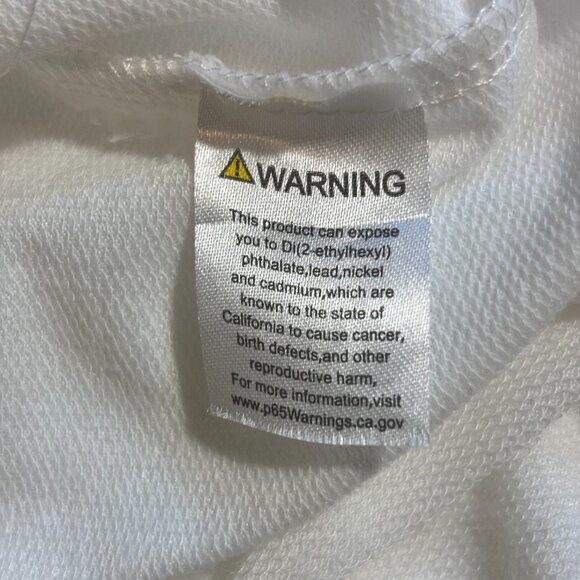 WARNING
This product can expose
you to Di(2-ethylhexyl)
phthalate,lead,nickel
and cadmium,which are
known to the state of
California to cause cancer,
birth defects,and other
reproductive harm,
For more information,visit
www.p65Warnings.ca.gov